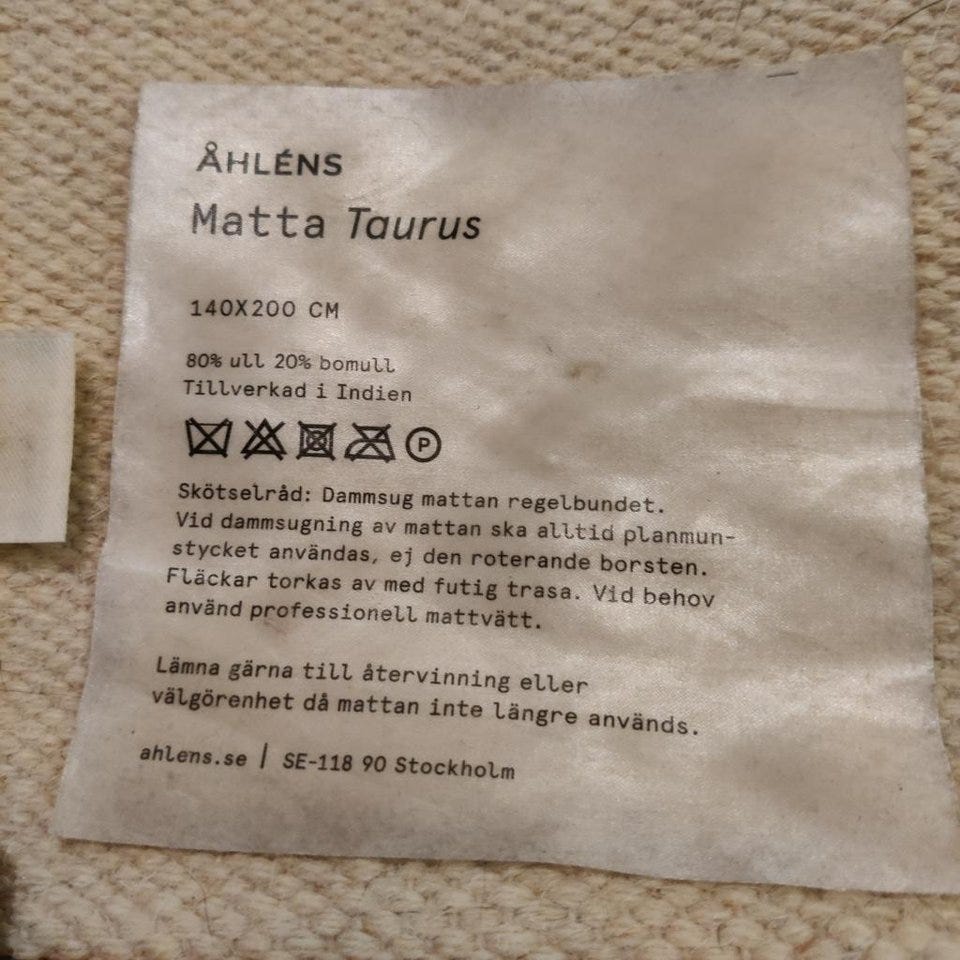 ÅHLÉNS
Matta Taurus
140X200 CM
80% ull 20% bomull
Tillverkad i Indien
P
Skötselråd: Dammsug mattan regelbundet.
Vid dammsugning av mattan ska alltid planmun-
stycket användas, ej den roterande borsten.
Fläckar torkas av med futig trasa. Vid behov
använd professionell mattvätt.
Lämna gärna till återvinning eller
välgörenhet då mattan inte längre används.
ahlens.se | SE-118 90 Stockholm